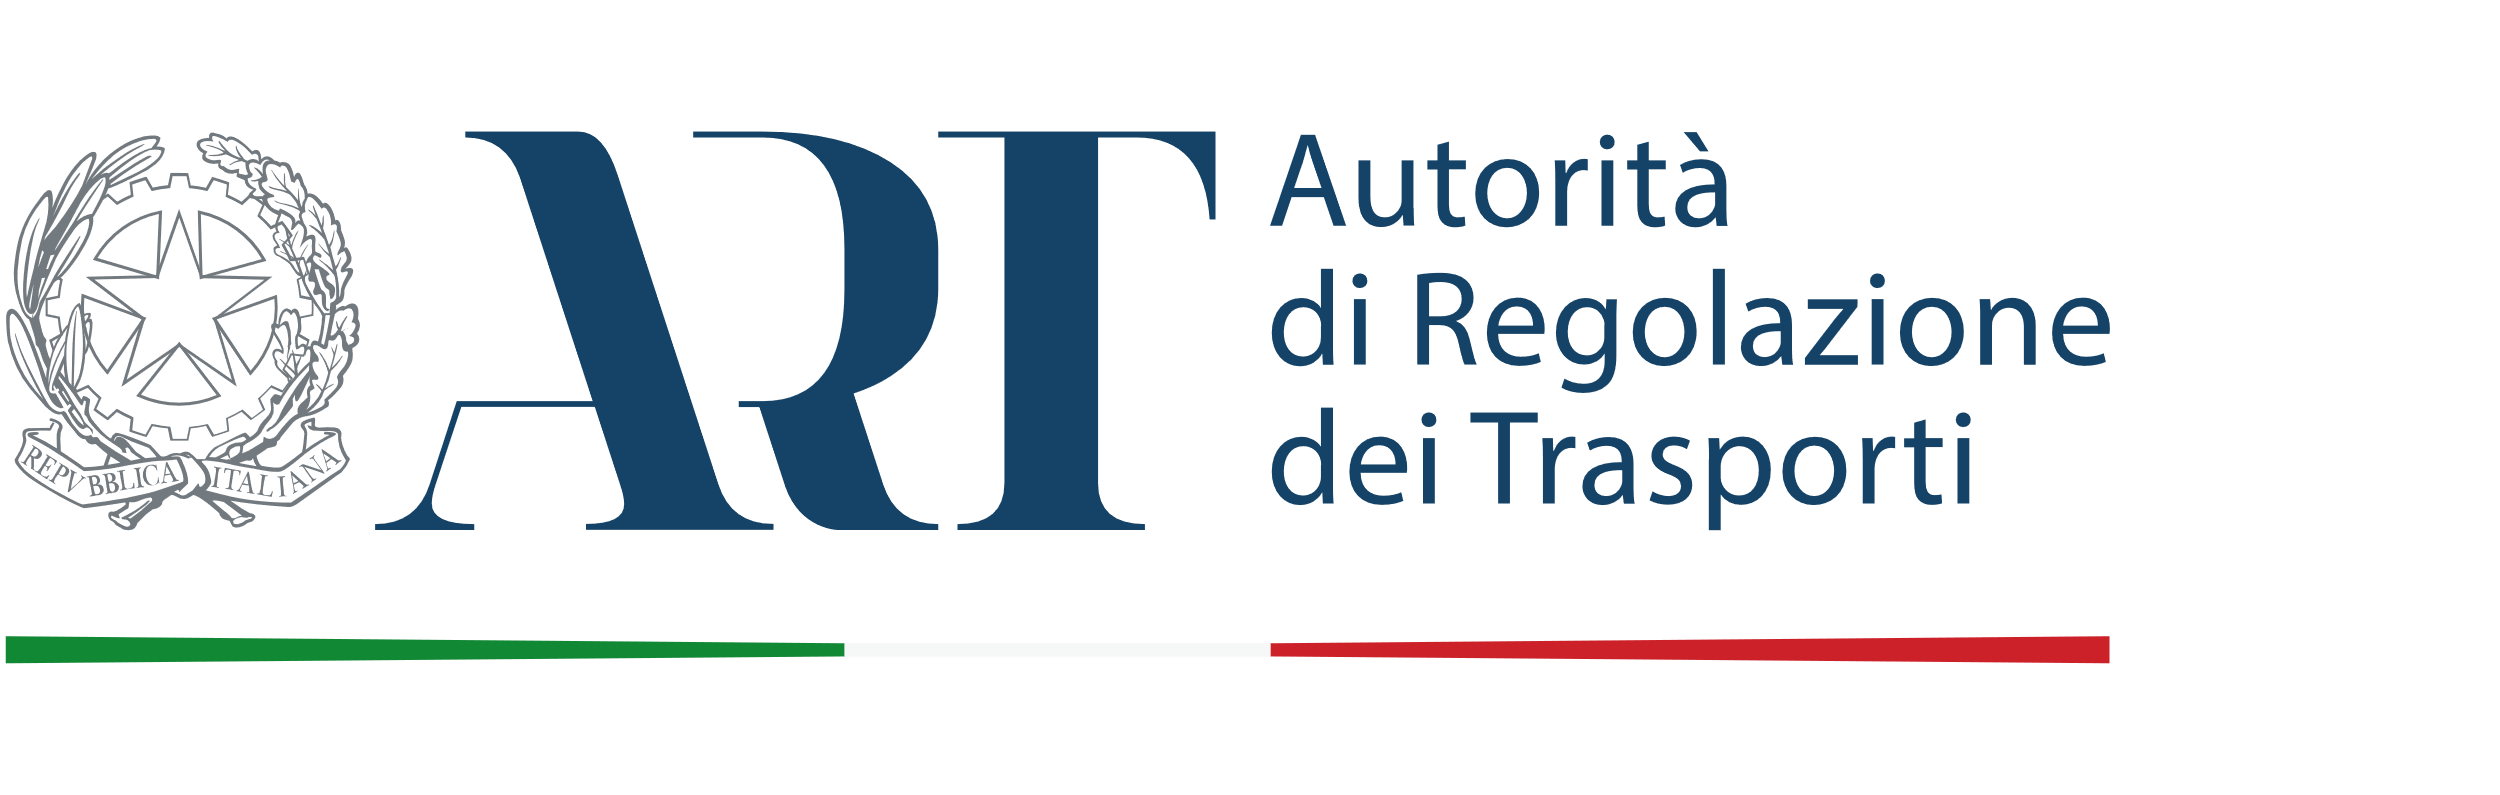 REPVBBLICA ITALIANA
ART
Autorità
di Regolazione
dei Trasporti